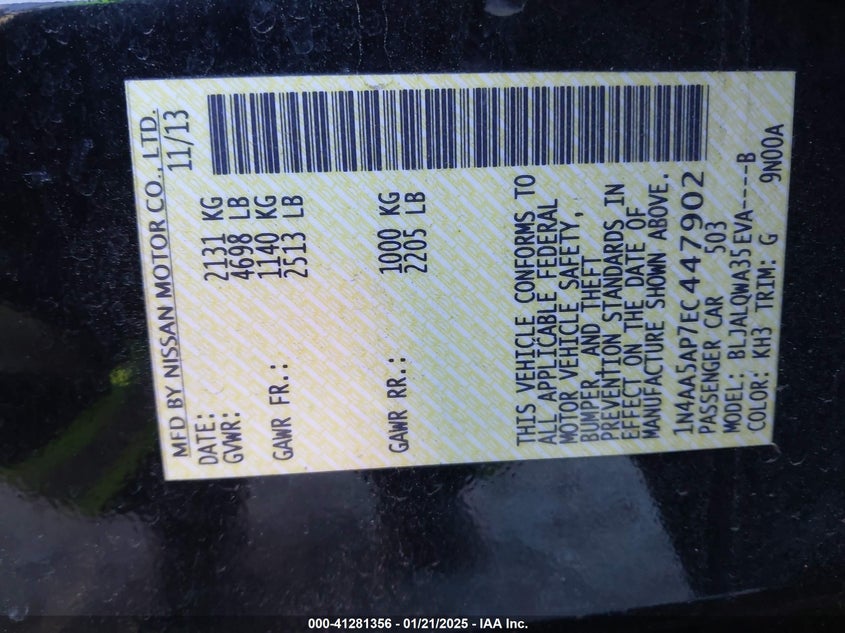 MFD BY NISSAN MOTOR CO., LTD.
DATE: 11/13
GVWR: 2131 KG
4698 LB
GAWR FR.: 1140 KG
2513 LB
GAWR RR.: 1000 KG
2205 LB
THIS VEHICLE CONFORMS TO
ALL APPLICABLE FEDERAL
MOTOR VEHICLE SAFETY,
BUMPER, AND THEFT
PREVENTION STANDARDS IN
EFFECT ON THE DATE OF
MANUFACTURE SHOWN ABOVE.
1N4AA5AP7EC447902
PASSENGER CAR 503
MODEL: BLJALQWA35EVA----B
COLOR: KH3 TRIM: G 9N00A
000-41281356 - 01/21/2025 - IAA Inc.